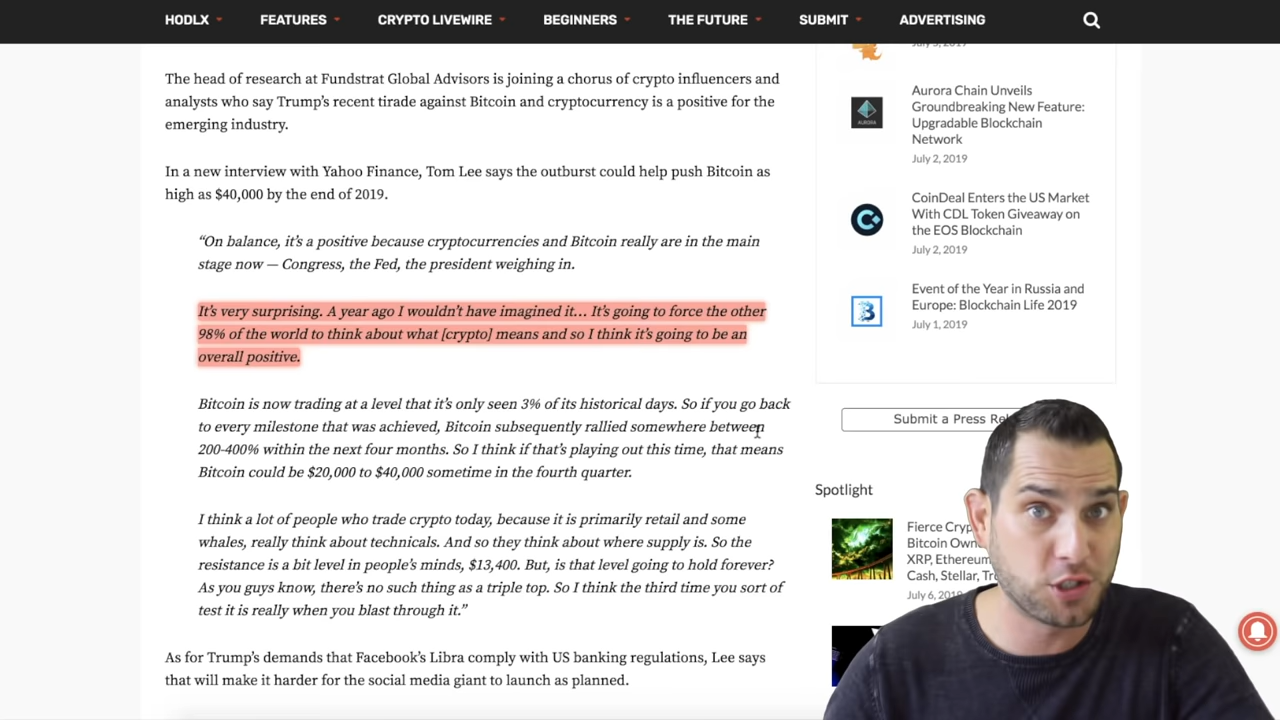 HODLX
FEATURES
CRYPTO LIVEWIRE
BEGINNERS
THE FUTURE
SUBMIT
ADVERTISING
The head of research at Fundstrat Global Advisors is joining a chorus of crypto influencers and
analysts who say Trump’s recent tirade against Bitcoin and cryptocurrency is a positive for the
emerging industry.
In a new interview with Yahoo Finance, Tom Lee says the outburst could help push Bitcoin as
high as $40,000 by the end of 2019.
“On balance, it’s a positive because cryptocurrencies and Bitcoin really are in the main
stage now — Congress, the Fed, the president weighing in.
It’s very surprising. A year ago I wouldn’t have imagined it… It’s going to force the other
98% of the world to think about what [crypto] means and so I think it’s going to be an
overall positive.
Bitcoin is now trading at a level that it’s only seen 3% of its historical days. So if you go back
to every milestone that was achieved, Bitcoin subsequently rallied somewhere between
200-400% within the next four months. So I think if that’s playing out this time, that means
Bitcoin could be $20,000 to $40,000 sometime in the fourth quarter.
I think a lot of people who trade crypto today, because it is primarily retail and some
whales, really think about technicals. And so they think about where supply is. So the
resistance is a bit level in people’s minds, $13,400. But, is that level going to hold forever?
As you guys know, there’s no such thing as a triple top. So I think the third time you sort of
test it is really when you blast through it.”
As for Trump’s demands that Facebook’s Libra comply with US banking regulations, Lee says
that will make it harder for the social media giant to launch as planned.
AURORA
Aurora Chain Unveils
Groundbreaking New Feature:
Upgradable Blockchain
Network
July 2, 2019
CoinDeal Enters the US Market
With CDL Token Giveaway on
the EOS Blockchain
July 2, 2019
Event of the Year in Russia and
Europe: Blockchain Life 2019
July 1, 2019
Submit a Press Re
Spotlight
Fierce Cryp
Bitcoin Own
XRP, Ethereum
Cash, Stellar, Tr
July 6, 2019